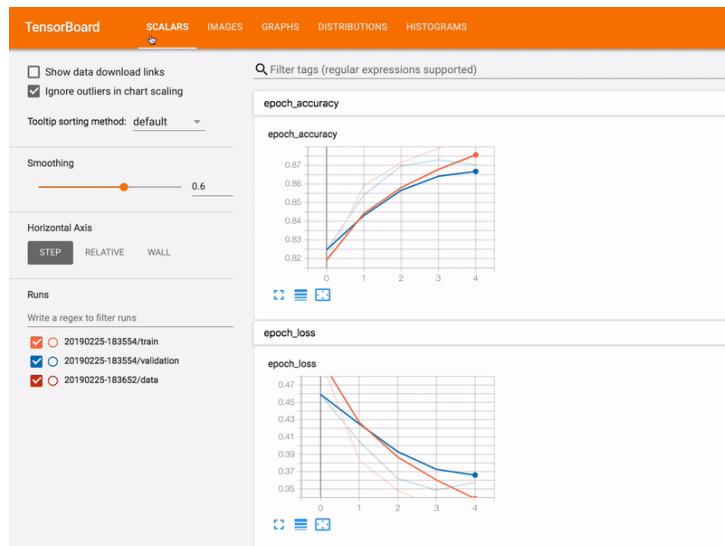 TensorBoard SCALARS IMAGES GRAPHS DISTRIBUTIONS HISTOGRAMS
Show data download links
Ignore outliers in chart scaling
Tooltip sorting method: default
Smoothing
0.6
Horizontal Axis
STEP RELATIVE WALL
Runs
Write a regex to filter runs
20190225-183554/train
20190225-183554/validation
20190225-183652/data
Filter tags (regular expressions supported)
epoch_accuracy
epoch_accuracy
0.87
0.86
0.85
0.84
0.83
0.82
0 1 2 3 4
epoch_loss
epoch_loss
0.47
0.45
0.43
0.41
0.39
0.37
0.35
0 1 2 3 4